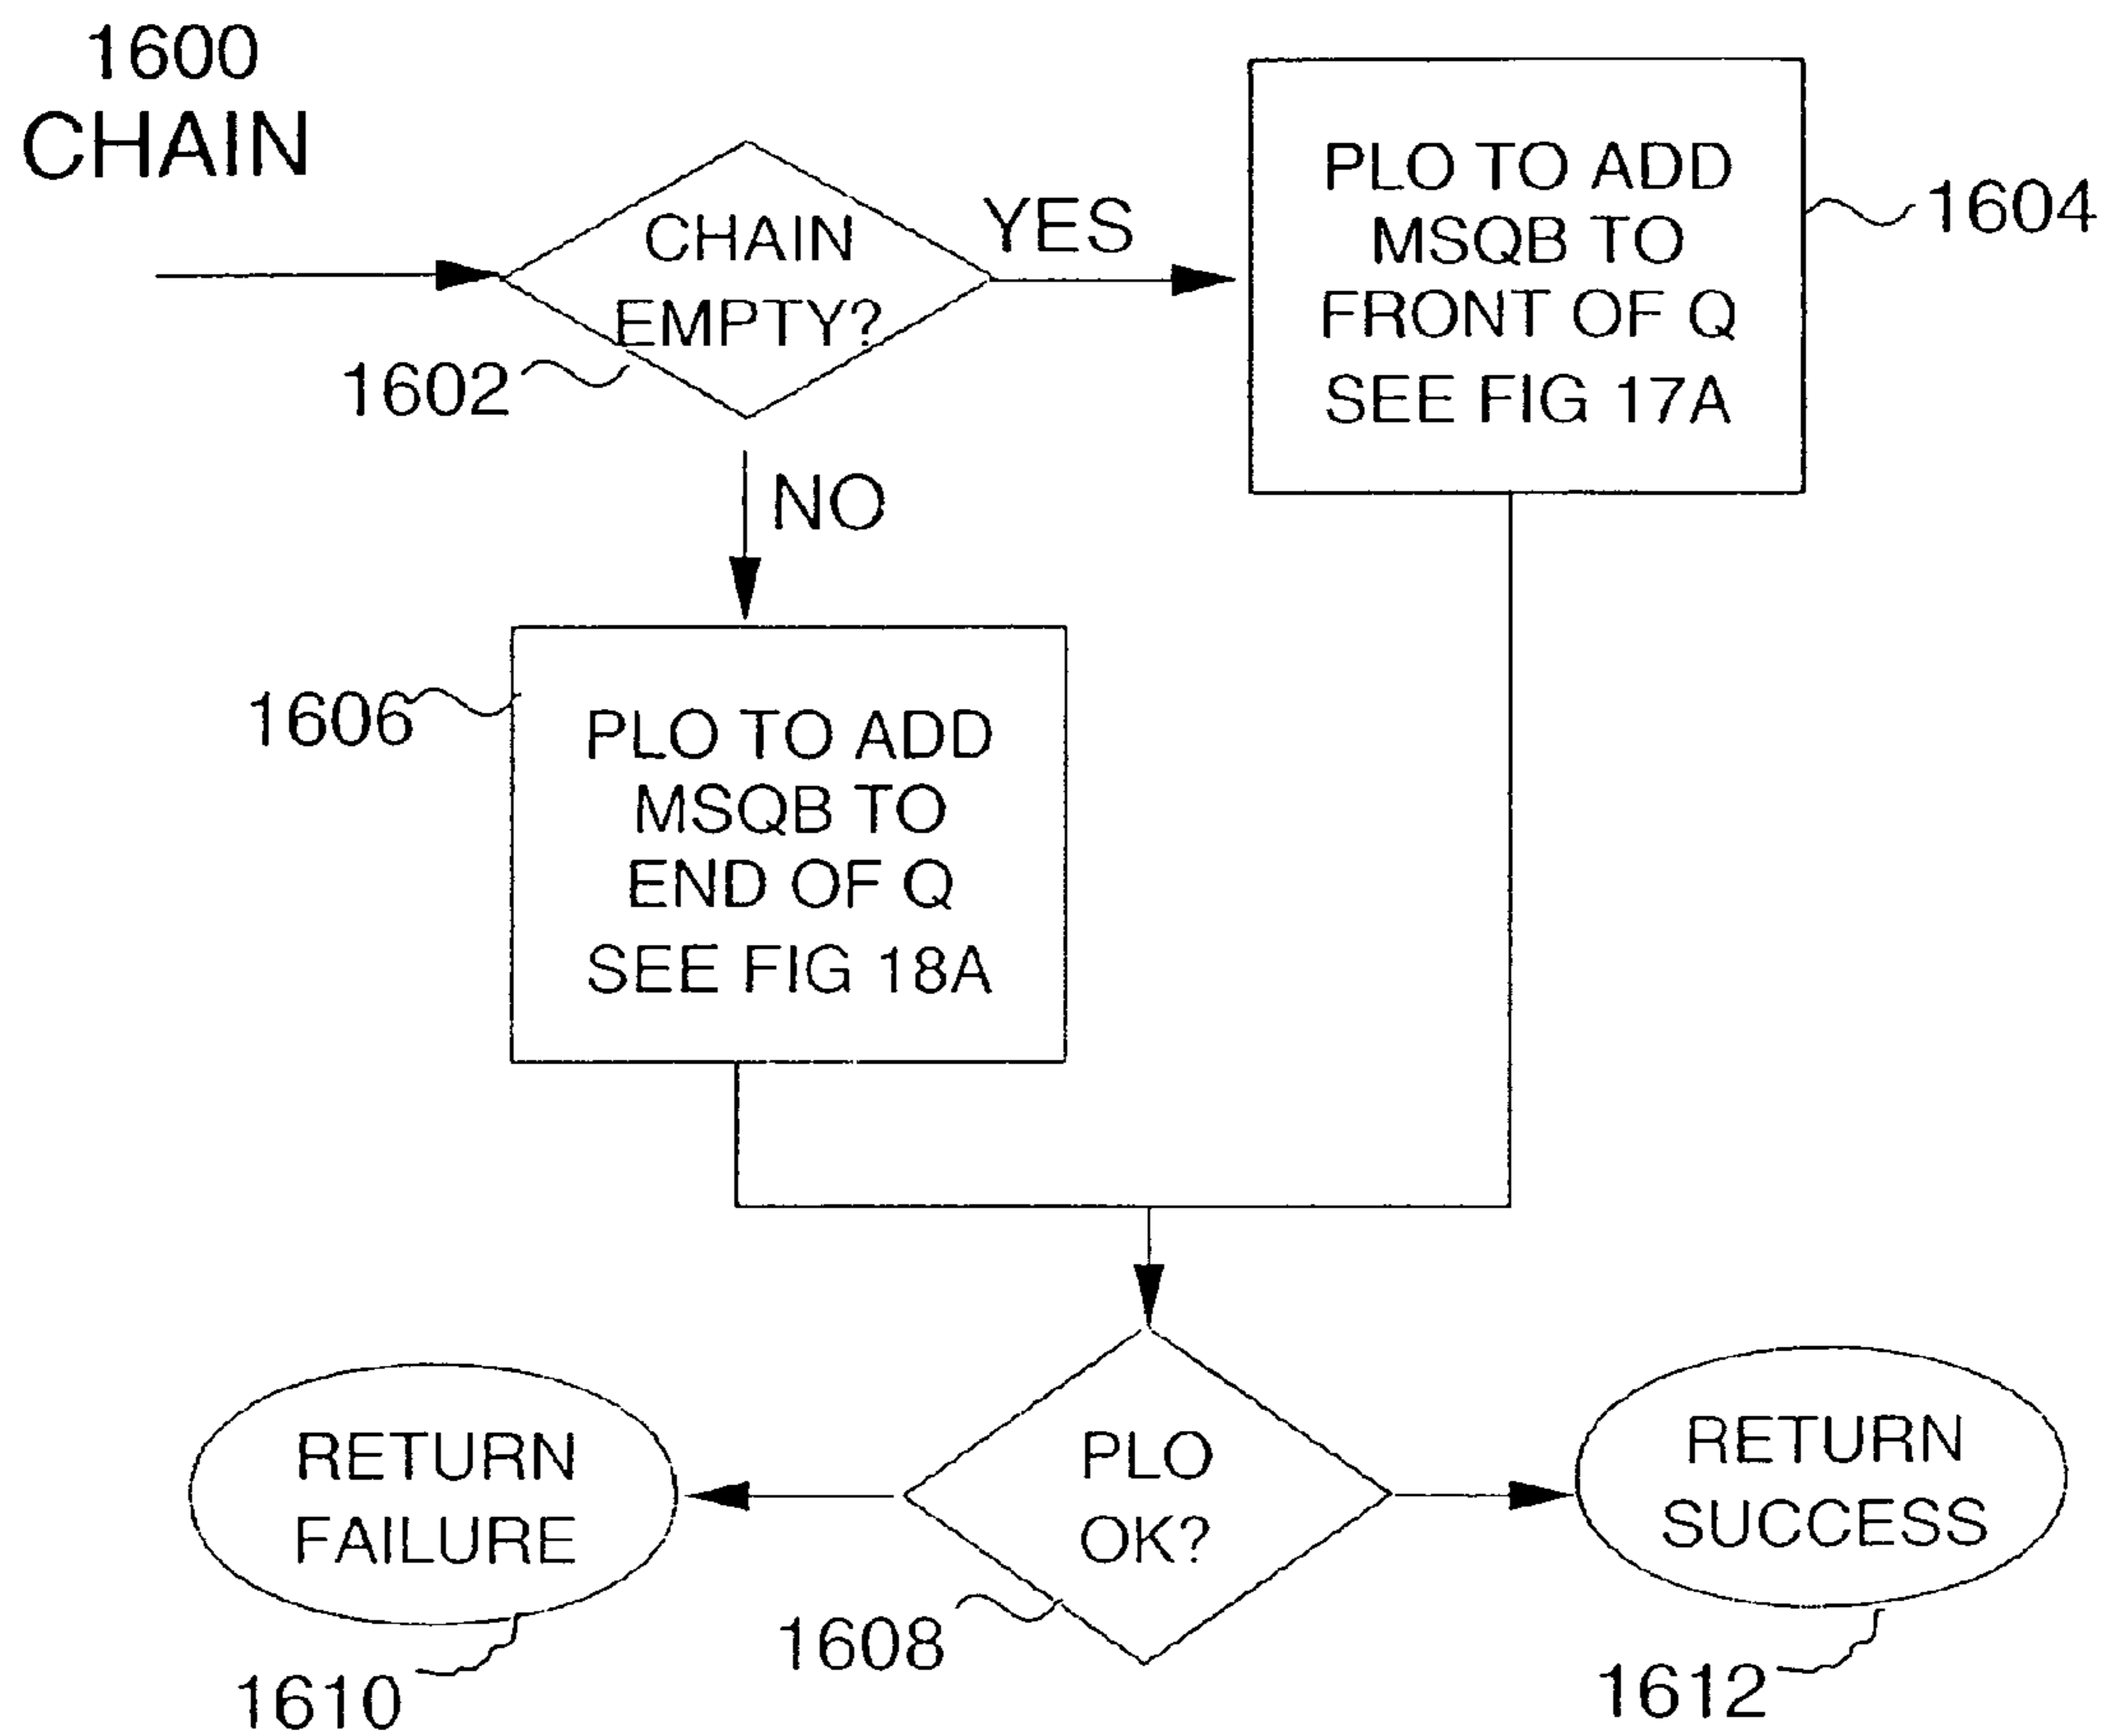 1600
CHAIN
CHAIN
EMPTY?
YES
1602
NO
PLO TO ADD
MSQB TO
FRONT OF Q
SEE FIG 17A
1604
1606
PLO TO ADD
MSQB TO
END OF Q
SEE FIG 18A
RETURN
FAILURE
1610
PLO
OK?
1608
RETURN
SUCCESS
1612